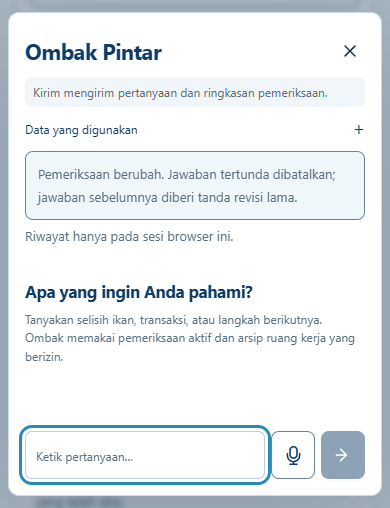 Ombak Pintar
Kirim mengirim pertanyaan dan ringkasan pemeriksaan.
Data yang digunakan
Pemeriksaan berubah. Jawaban tertunda dibatalkan;
jawaban sebelumnya diberi tanda revisi lama.
Riwayat hanya pada sesi browser ini.
Apa yang ingin Anda pahami?
Tanyakan selisih ikan, transaksi, atau langkah berikutnya.
Ombak memakai pemeriksaan aktif dan arsip ruang kerja yang
berizin.
Ketik pertanyaan...